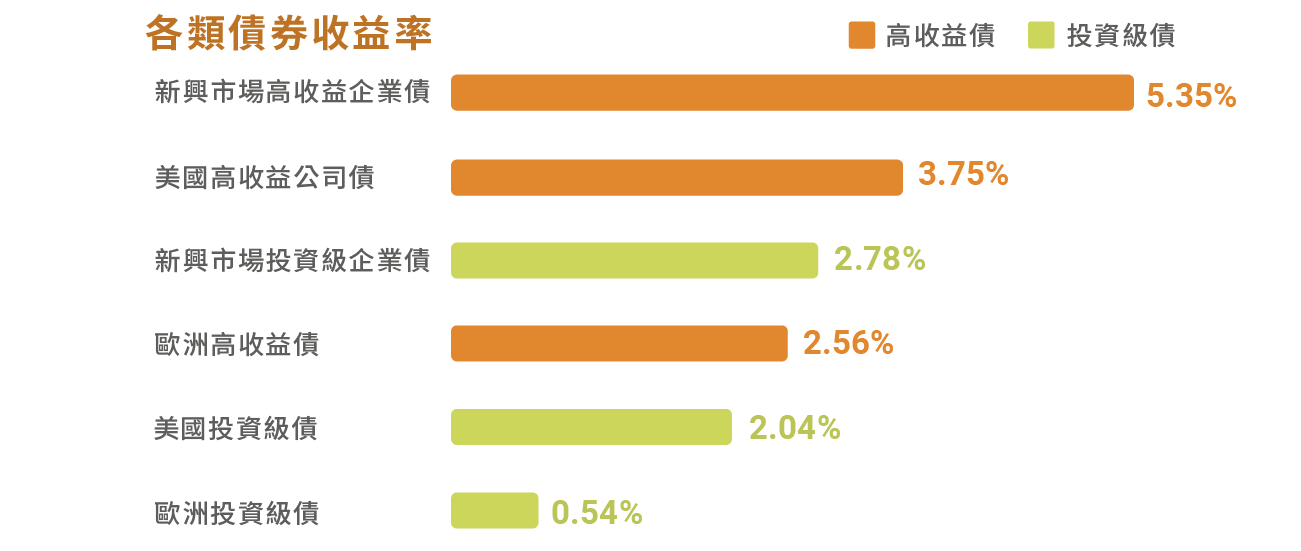 各類債券收益率
高收益債
投資級債
新興市場高收益企業債
5.35%
美國高收益公司債
3.75%
新興市場投資級企業債
2.78%
歐洲高收益債
2.56%
美國投資級債
2.04%
歐洲投資級債
0.54%